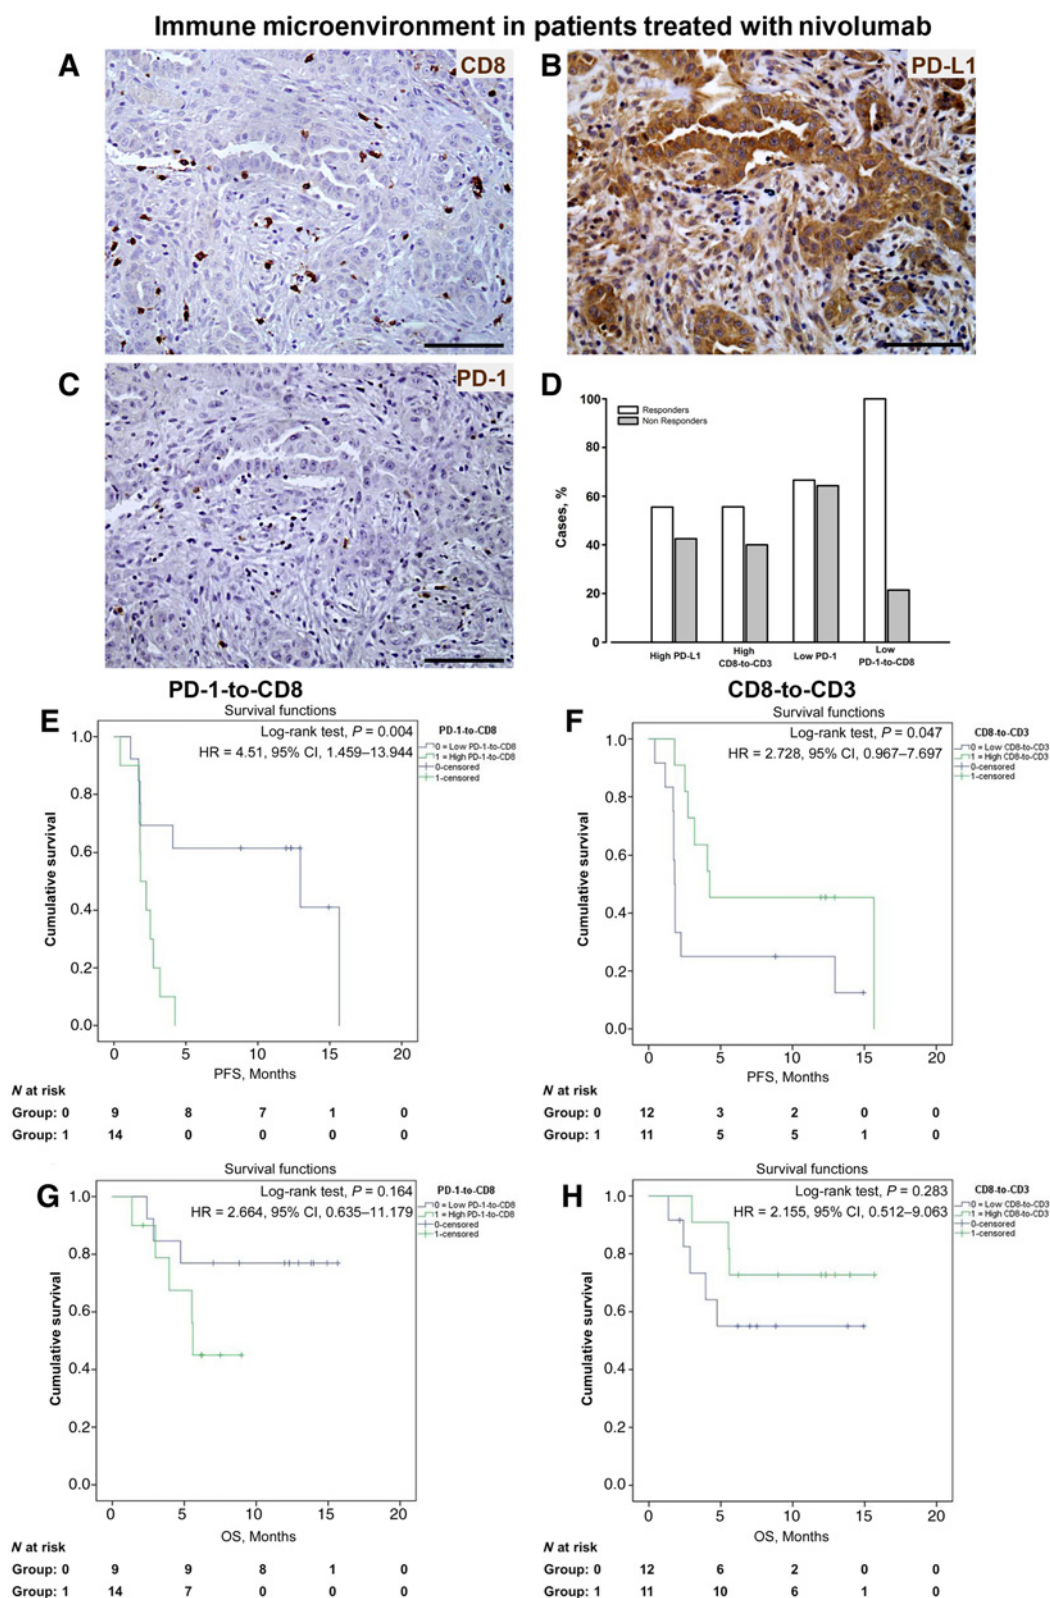 Immune microenvironment in patients treated with nivolumab
A
CD8
B
PD-L1
C
PD-1
D
100
80
60
40
20
0
Cases, %
Responders
Non Responders
High PD-L1
High
CD8-to-CD3
Low PD-1
Low
PD-1-to-CD8
PD-1-to-CD8
E
Survival functions
Log-rank test, P = 0.004
HR = 4.51, 95% CI, 1.459–13.944
PD-1-to-CD8
0 = Low PD-1-to-CD8
1 = High PD-1-to-CD8
0-censored
1-censored
Cumulative survival
1.0
0.8
0.6
0.4
0.2
0.0
0 5 10 15 20
PFS, Months
N at risk
Group: 0 9 8 7 1 0
Group: 1 14 0 0 0 0
CD8-to-CD3
F
Survival functions
Log-rank test, P = 0.047
HR = 2.728, 95% CI, 0.967–7.697
CD8-to-CD3
0 = Low CD8-to-CD3
1 = High CD8-to-CD3
0-censored
1-censored
Cumulative survival
1.0
0.8
0.6
0.4
0.2
0.0
0 5 10 15 20
PFS, Months
N at risk
Group: 0 12 3 2 0 0
Group: 1 11 5 5 1 0
G
Survival functions
Log-rank test, P = 0.164
HR = 2.664, 95% CI, 0.635–11.179
PD-1-to-CD8
0 = Low PD-1-to-CD8
1 = High PD-1-to-CD8
0-censored
1-censored
Cumulative survival
1.0
0.8
0.6
0.4
0.2
0.0
0 5 10 15 20
OS, Months
N at risk
Group: 0 9 9 8 1 0
Group: 1 14 7 0 0 0
H
Survival functions
Log-rank test, P = 0.283
HR = 2.155, 95% CI, 0.512–9.063
CD8-to-CD3
0 = Low CD8-to-CD3
1 = High CD8-to-CD3
0-censored
1-censored
Cumulative survival
1.0
0.8
0.6
0.4
0.2
0.0
0 5 10 15 20
OS, Months
N at risk
Group: 0 12 6 2 0 0
Group: 1 11 10 6 1 0